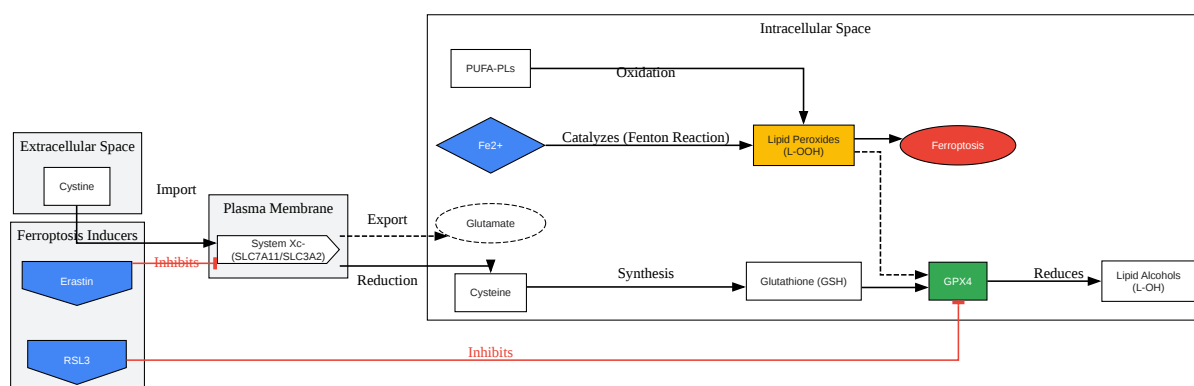 Intracellular Space
PUFA-PLs
Oxidation
Fe2+
Catalyzes (Fenton Reaction)
Lipid Peroxides
(L-OOH)
Ferroptosis
Extracellular Space
Cystine
Import
Plasma Membrane
System Xc-
(SLC7A11/SLC3A2)
Export
Glutamate
Ferroptosis Inducers
Inhibits
Erastin
Reduction
Cysteine
Synthesis
Glutathione (GSH)
GPX4
Reduces
Lipid Alcohols
(L-OH)
RSL3
Inhibits